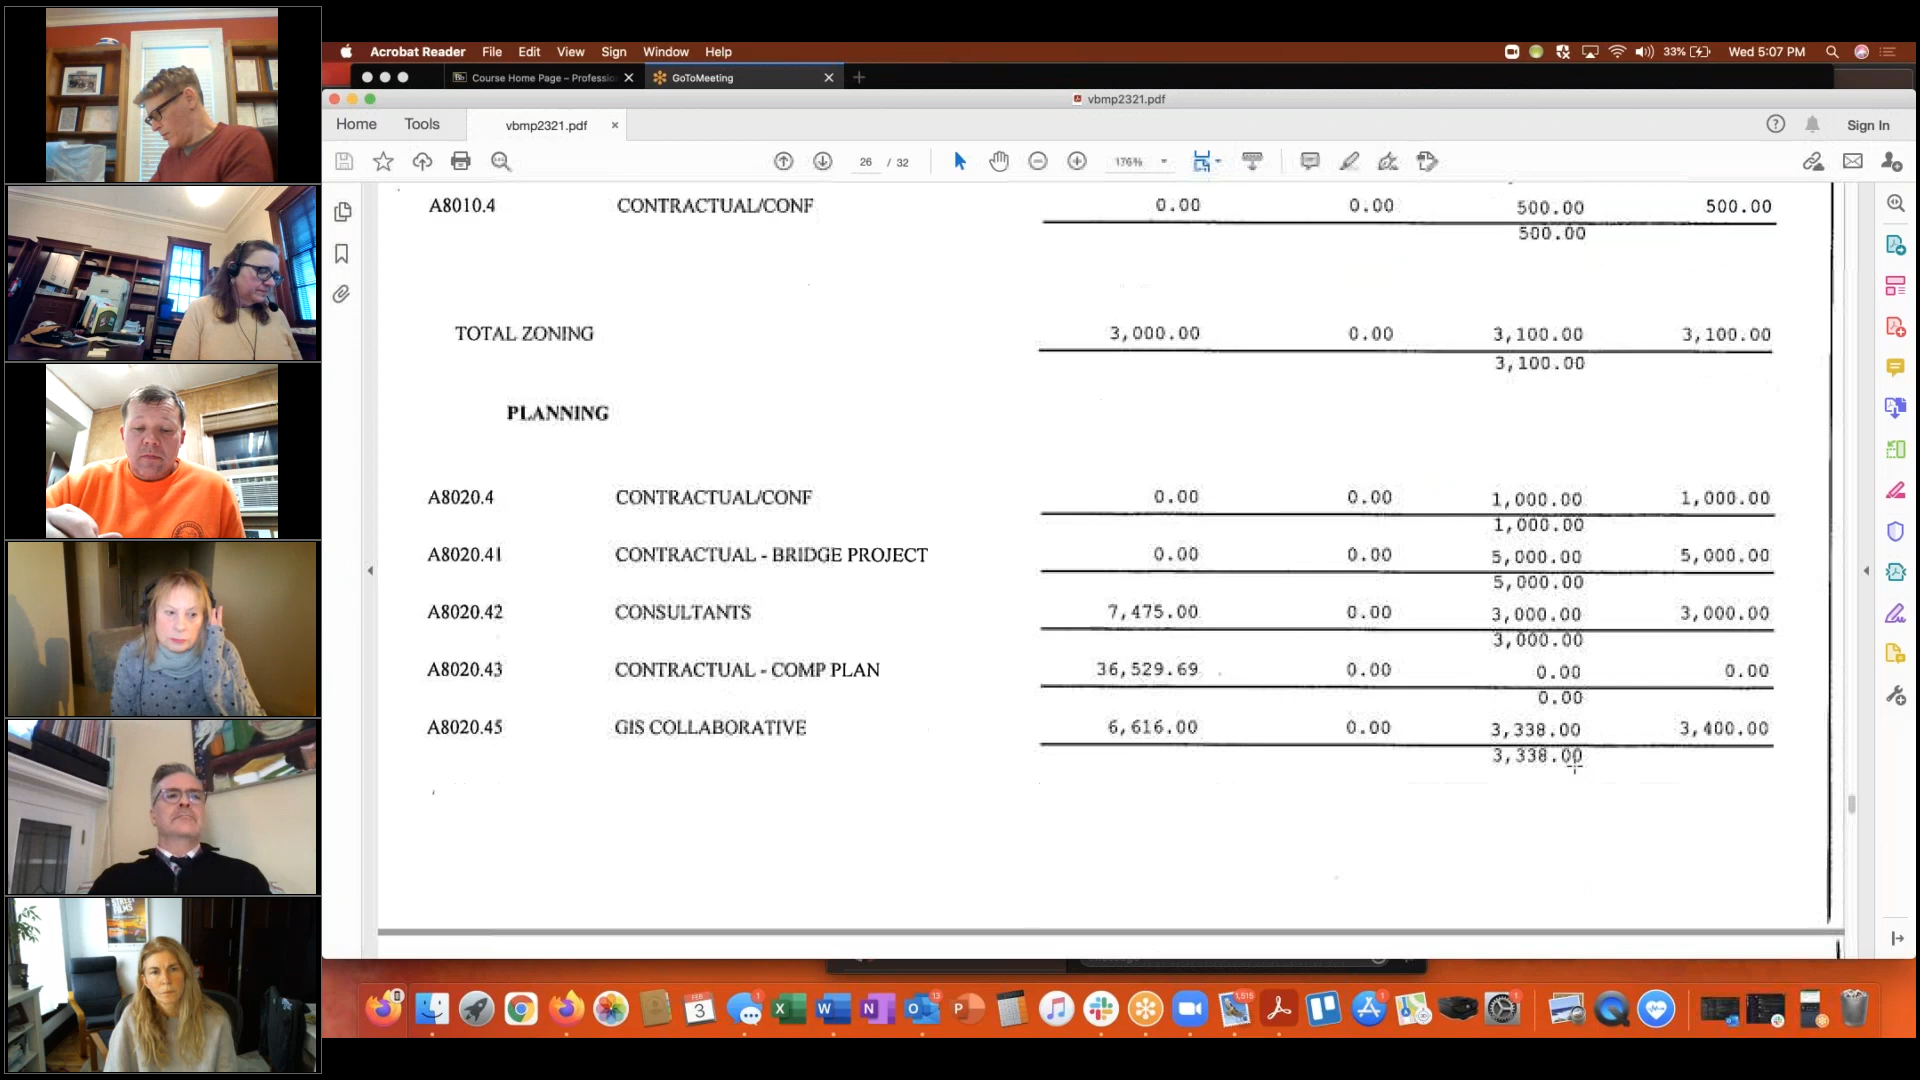 Acrobat Reader File Edit View Sign Window Help 33% Wed 5:07 PM
Course Home Page – Professio GoToMeeting
vbmp2321.pdf
Home Tools vbmp2321.pdf Sign In
26 / 32 176%
A8010.4 CONTRACTUAL/CONF 0.00 0.00 500.00 500.00
500.00
TOTAL ZONING 3,000.00 0.00 3,100.00 3,100.00
3,100.00
PLANNING
A8020.4 CONTRACTUAL/CONF 0.00 0.00 1,000.00 1,000.00
1,000.00
A8020.41 CONTRACTUAL - BRIDGE PROJECT 0.00 0.00 5,000.00 5,000.00
5,000.00
A8020.42 CONSULTANTS 7,475.00 0.00 3,000.00 3,000.00
3,000.00
A8020.43 CONTRACTUAL - COMP PLAN 36,529.69 0.00 0.00 0.00
0.00
A8020.45 GIS COLLABORATIVE 6,616.00 0.00 3,338.00 3,400.00
3,338.00
FEB
3
13
1,515